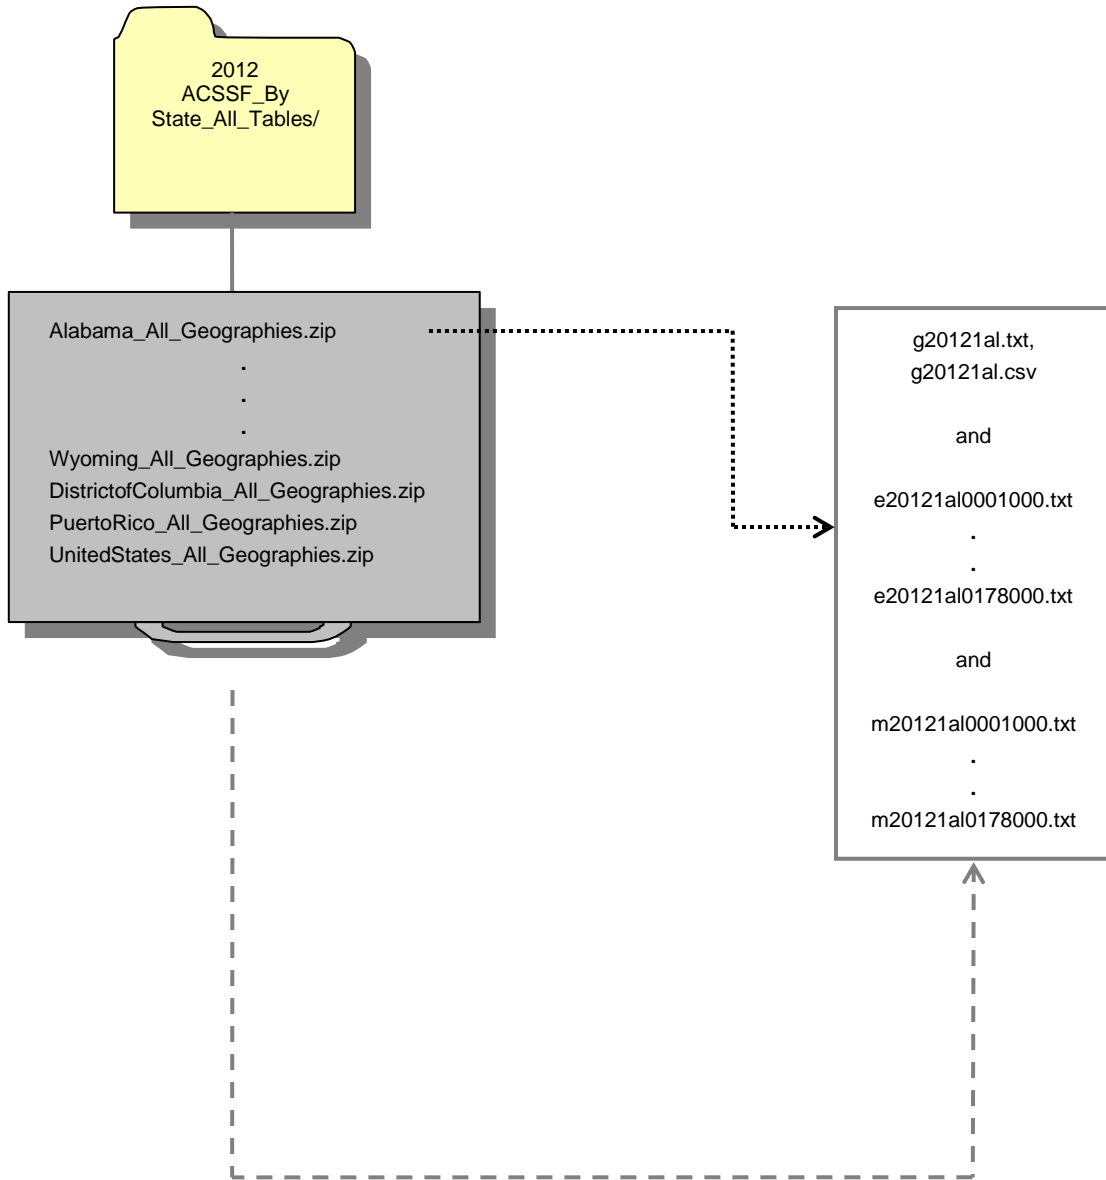 2012
ACSSF_By
State_All_Tables/
Alabama_All_Geographies.zip
.
.
.
Wyoming_All_Geographies.zip
DistrictofColumbia_All_Geographies.zip
PuertoRico_All_Geographies.zip
UnitedStates_All_Geographies.zip
g20121al.txt,
g20121al.csv
and
e20121al0001000.txt
.
.
e20121al0178000.txt
and
m20121al0001000.txt
.
.
m20121al0178000.txt